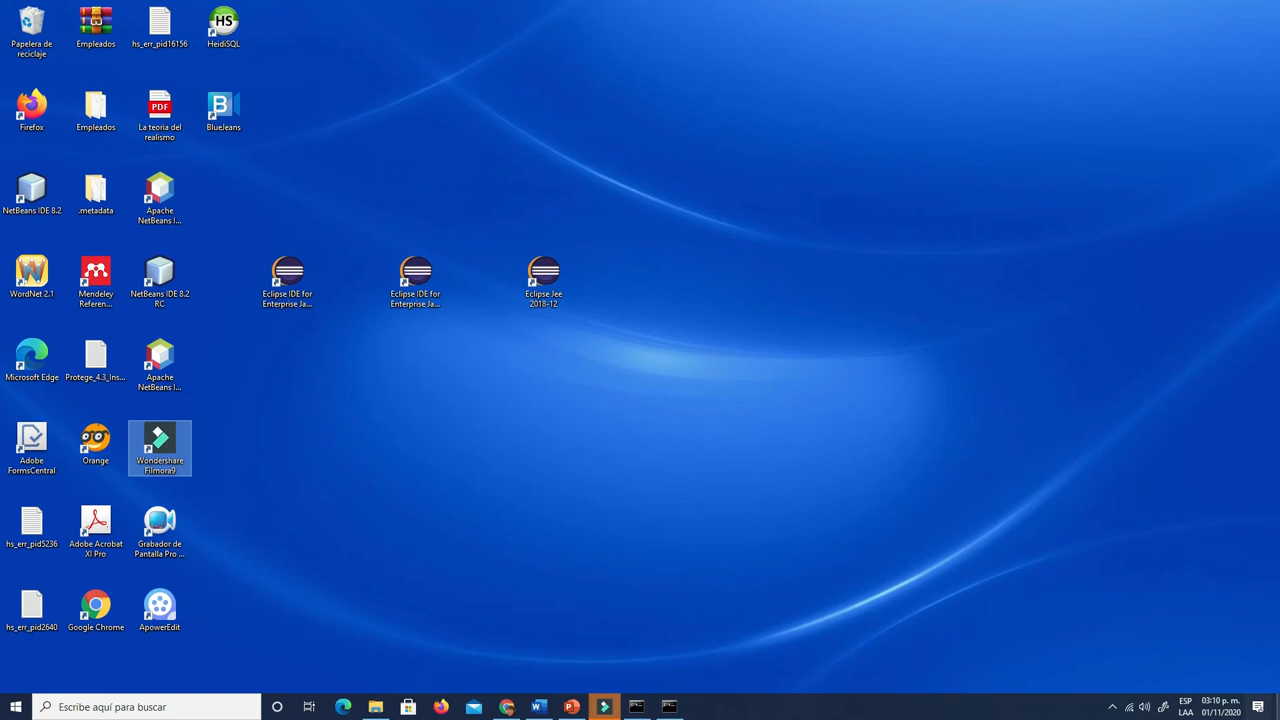 Papelera de
reciclaje
Empleados
hs_err_pid16156
HS
HeidiSQL
Firefox
Empleados
PDF
La teoria del
realismo
B
BlueJeans
NetBeans IDE 8.2
.metadata
Apache
NetBeans I...
WordNet 2.1
Mendeley
Referen...
NetBeans IDE 8.2
RC
Eclipse IDE for
Enterprise Ja...
Eclipse IDE for
Enterprise Ja...
Eclipse Jee
2018-12
Microsoft Edge
Protege_4.3_Ins...
Apache
NetBeans I...
Adobe
FormsCentral
Orange
Wondershare
Filmora9
hs_err_pid5236
Adobe Acrobat
XI Pro
Grabador de
Pantalla Pro ...
hs_err_pid2640
Google Chrome
ApowerEdit
Escribe aquí para buscar
ESP
LAA
03:10 p. m.
01/11/2020